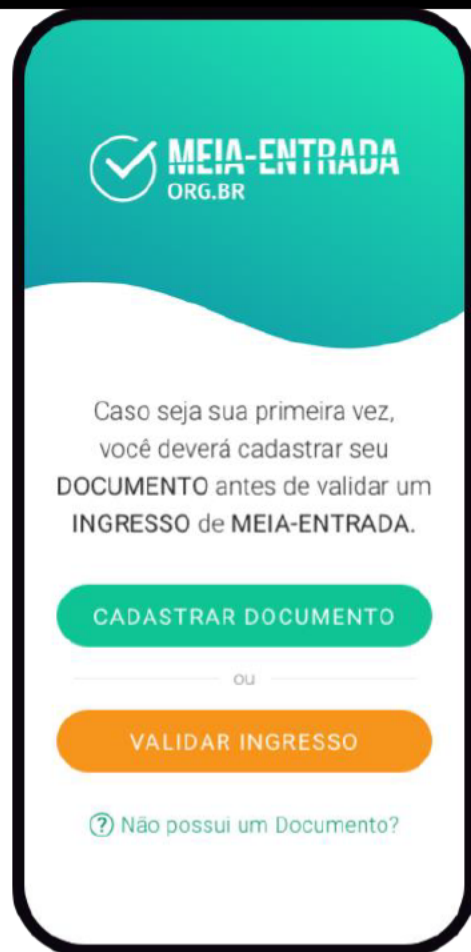 MEIA-ENTRADA
ORG.BR
Caso seja sua primeira vez,
você deverá cadastrar seu
DOCUMENTO antes de validar um
INGRESSO de MEIA-ENTRADA.
CADASTRAR DOCUMENTO
ou
VALIDAR INGRESSO
? Não possui um Documento?